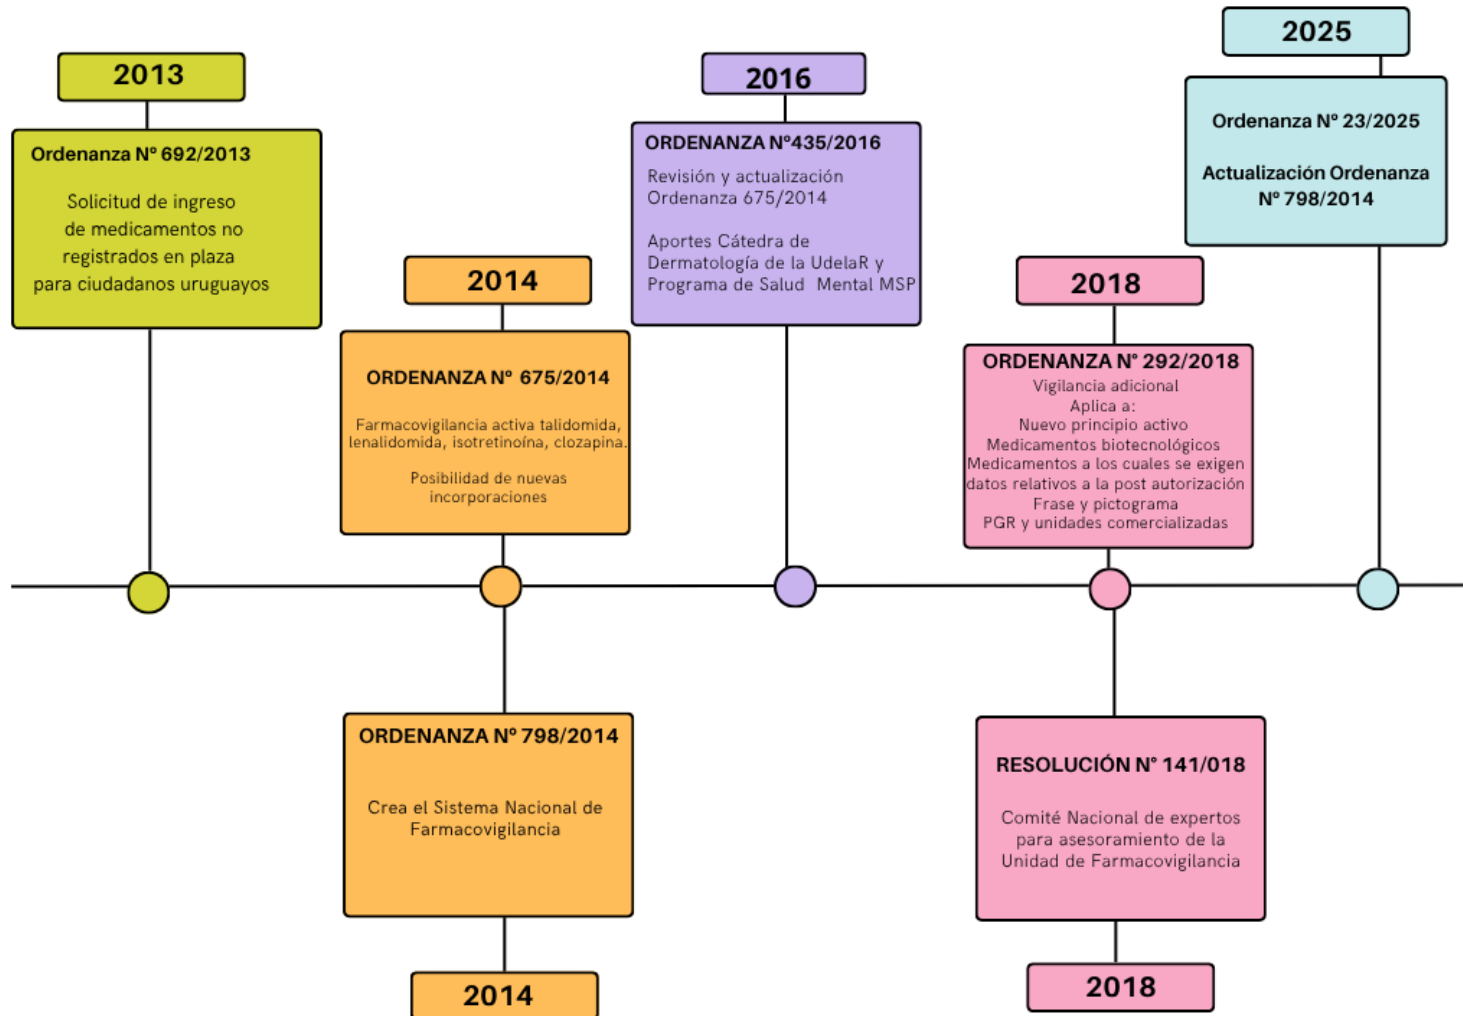 2013
Ordenanza Nº 692/2013
Solicitud de ingreso
de medicamentos no
registrados en plaza
para ciudadanos uruguayos
2014
ORDENANZA Nº 675/2014
Farmacovigilancia activa talidomida,
lenalidomida, isotretinoína, clozapina.
Posibilidad de nuevas
incorporaciones
ORDENANZA Nº 798/2014
Crea el Sistema Nacional de
Farmacovigilancia
2014
2016
ORDENANZA Nº435/2016
Revisión y actualización
Ordenanza 675/2014
Aportes Cátedra de
Dermatología de la UdelaR y
Programa de Salud Mental MSP
2018
ORDENANZA N° 292/2018
Vigilancia adicional
Aplica a:
Nuevo principio activo
Medicamentos biotecnológicos
Medicamentos a los cuales se exigen
datos relativos a la post autorización
Frase y pictograma
PGR y unidades comercializadas
RESOLUCIÓN N° 141/018
Comité Nacional de expertos
para asesoramiento de la
Unidad de Farmacovigilancia
2018
2025
Ordenanza N° 23/2025
Actualización Ordenanza
N° 798/2014